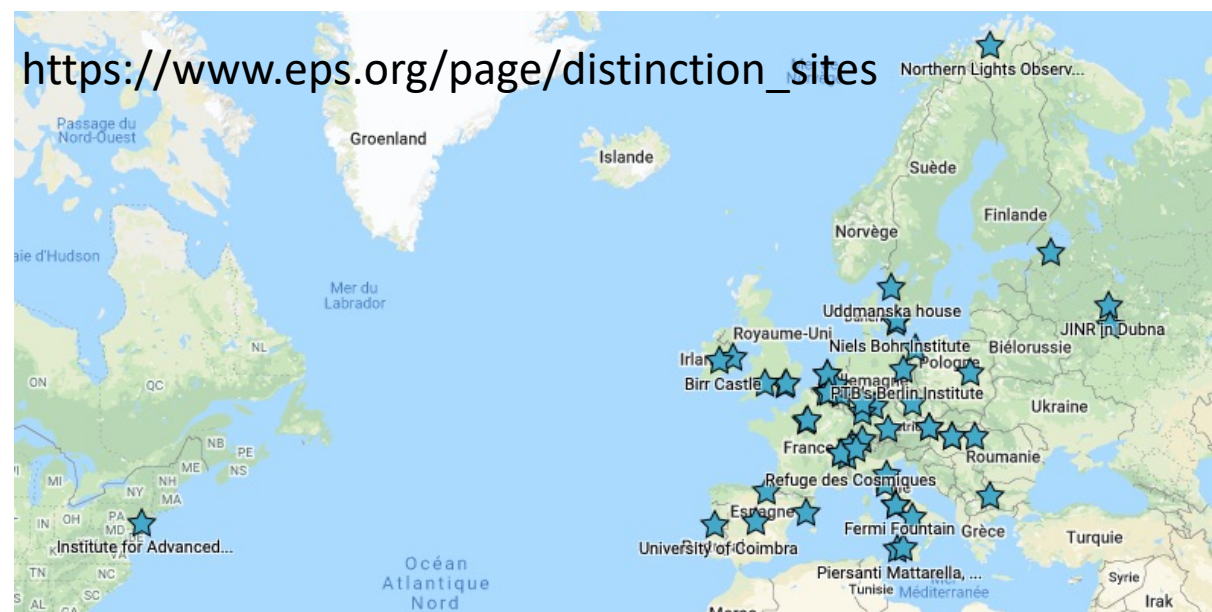 https://www.eps.org/page/distinction_sites
Northern Lights Observ...
Passage du
Nord-Ouest
Groenland
Islande
Suède
Finlande
Norvège
aie d'Hudson
Mer du
Labrador
Uddmanska house
JINR in Dubna
Royaume-Uni
Niels Bohr Institute
Biélorussie
NL
Pologne
Birr Castle
PTB's Berlin Institute
ON
QC
Ukraine
NB
PE
France
Roumanie
ME
NS
MI
NH
NY
MA
Refuge des Cosmiques
Espagne
IN
OH
PA
MD
Fermi Fountain
Grèce
Turquie
Institute for Advanced...
University of Coimbra
Océan
Atlantique
Nord
TN
NC
Piersanti Mattarella, ...
Tunisie
Méditerranée
Syrie
SC
AL
Irak